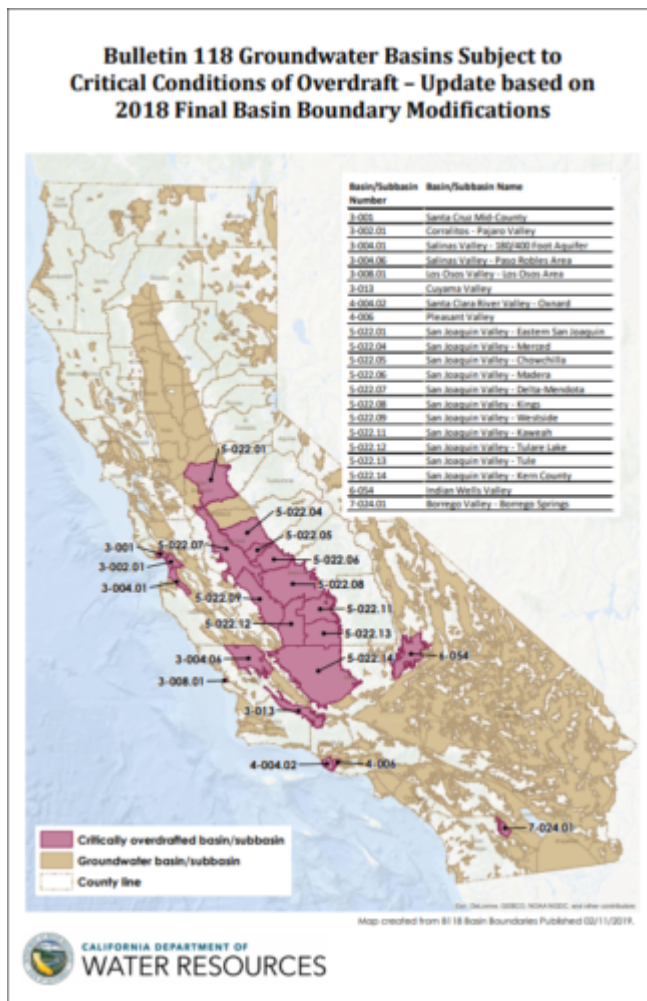 Bulletin 118 Groundwater Basins Subject to
Critical Conditions of Overdraft – Update based on
2018 Final Basin Boundary Modifications
Basin/Subbasin Number Basin/Subbasin Name
3-001 Santa Cruz Mid-County
3-002.01 Corralitos - Pajaro Valley
3-004.01 Salinas Valley - 180/400 Foot Aquifer
3-004.06 Salinas Valley - Paso Robles Area
3-008.01 Los Osos Valley - Los Osos Area
3-013 Cuyama Valley
4-004.02 Santa Clara River Valley - Oxnard
4-006 Pleasant Valley
5-022.01 San Joaquin Valley - Eastern San Joaquin
5-022.04 San Joaquin Valley - Merced
5-022.05 San Joaquin Valley - Chowchilla
5-022.06 San Joaquin Valley - Madera
5-022.07 San Joaquin Valley - Delta-Mendota
5-022.08 San Joaquin Valley - Kings
5-022.09 San Joaquin Valley - Westside
5-022.11 San Joaquin Valley - Kaweah
5-022.12 San Joaquin Valley - Tulare Lake
5-022.13 San Joaquin Valley - Tule
5-022.14 San Joaquin Valley - Kern County
6-054 Indian Wells Valley
7-024.01 Borrego Valley - Borrego Springs
5-022.01
5-022.04
5-022.05
3-001
5-022.07
5-022.06
3-002.01
5-022.08
3-004.01
5-022.09
5-022.11
5-022.12
5-022.13
3-004.06
5-022.14
6-054
3-008.01
3-013
4-004.02
4-006
7-024.01
Critically overdrafted basin/subbasin
Groundwater basin/subbasin
County line
Esri, DeLorme, GEBCO, NOAA NGDC, and other contributors
Map created from B118 Basin Boundaries Published 02/11/2019.
CALIFORNIA DEPARTMENT OF
WATER RESOURCES